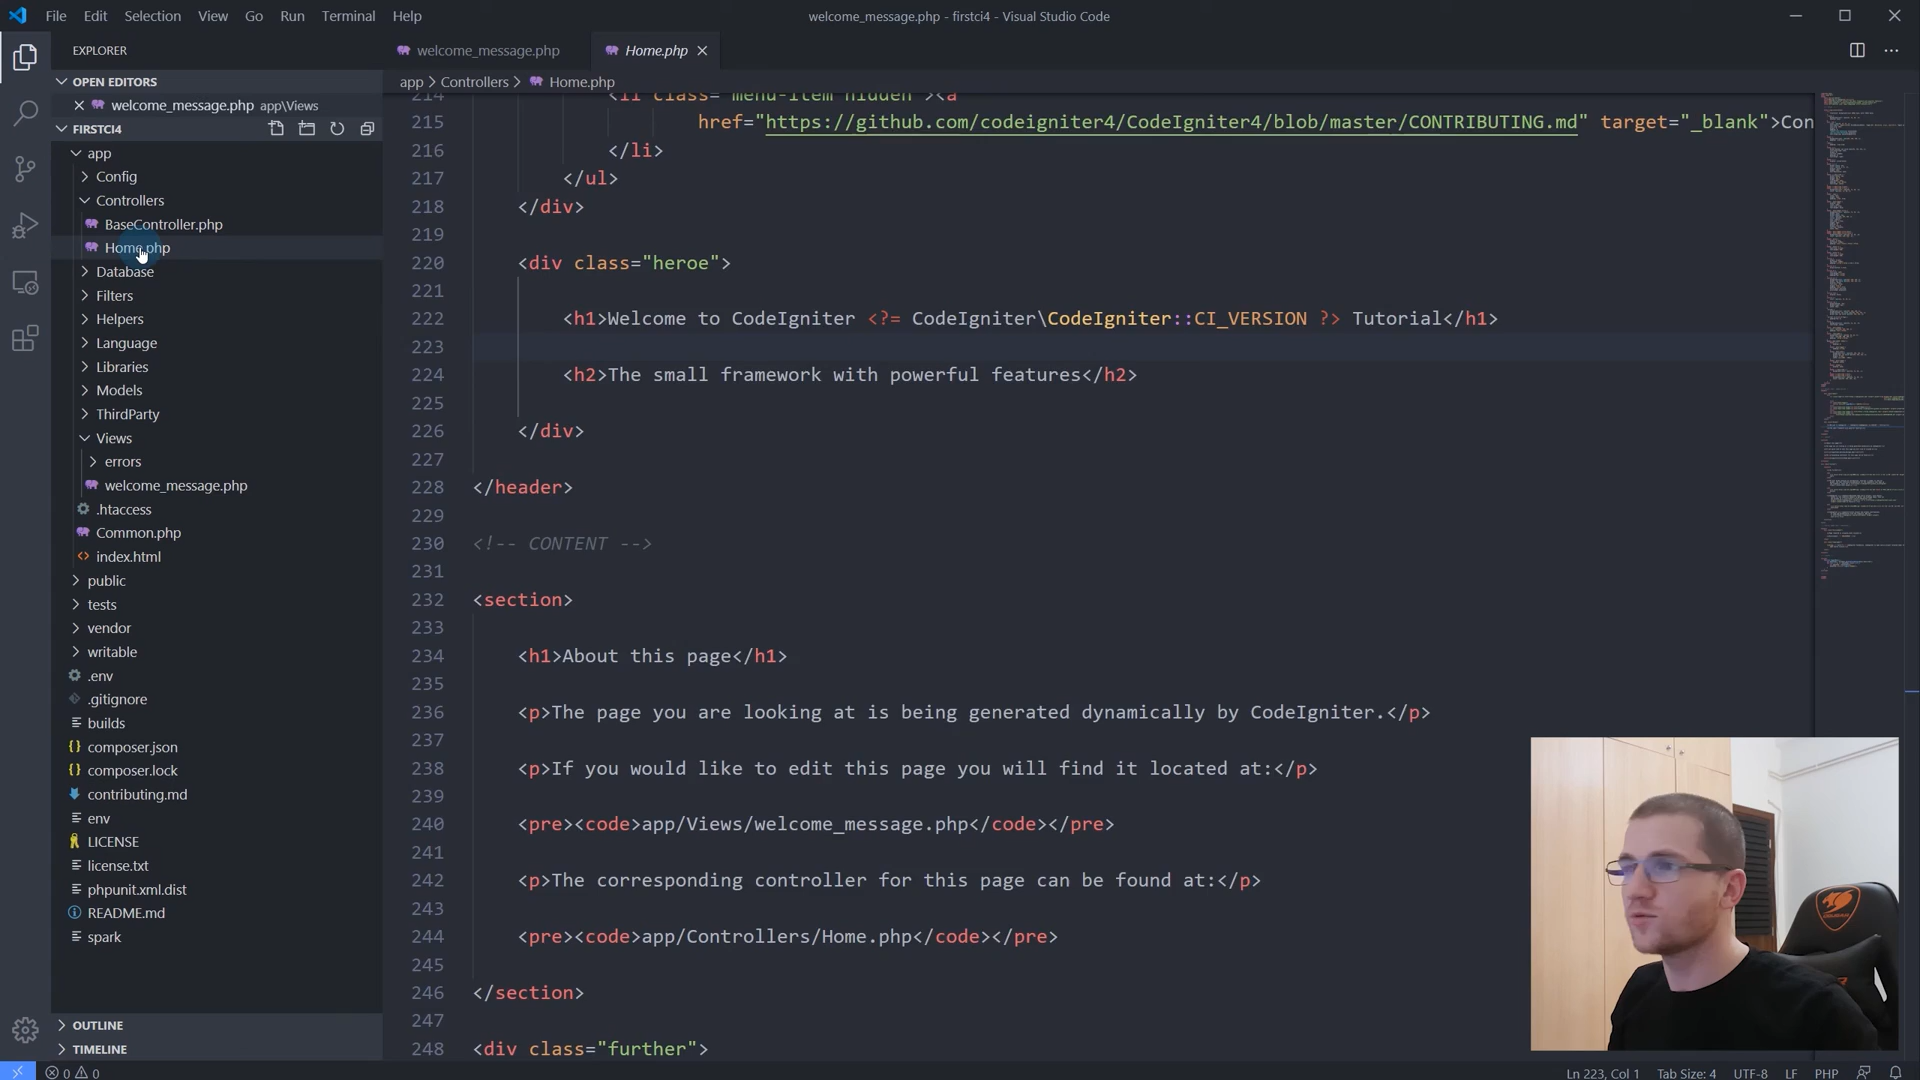 File Edit Selection View Go Run Terminal Help
welcome_message.php - firstci4 - Visual Studio Code
EXPLORER
OPEN EDITORS
welcome_message.php app\Views
FIRSTCI4
app
Config
Controllers
BaseController.php
Home.php
Database
Filters
Helpers
Language
Libraries
Models
ThirdParty
Views
errors
welcome_message.php
.htaccess
Common.php
index.html
public
tests
vendor
writable
.env
.gitignore
builds
composer.json
composer.lock
contributing.md
env
LICENSE
license.txt
phpunit.xml.dist
README.md
spark
OUTLINE
TIMELINE
welcome_message.php Home.php
app > Controllers > Home.php
214 <li class="menu-item hidden"><a
215 href="https://github.com/codeigniter4/CodeIgniter4/blob/master/CONTRIBUTING.md" target="_blank">Con
216 </li>
217 </ul>
218 </div>
219
220 <div class="heroe">
221
222 <h1>Welcome to CodeIgniter <?= CodeIgniter\CodeIgniter::CI_VERSION ?> Tutorial</h1>
223
224 <h2>The small framework with powerful features</h2>
225
226 </div>
227
228 </header>
229
230 <!-- CONTENT -->
231
232 <section>
233
234 <h1>About this page</h1>
235
236 <p>The page you are looking at is being generated dynamically by CodeIgniter.</p>
237
238 <p>If you would like to edit this page you will find it located at:</p>
239
240 <pre><code>app/Views/welcome_message.php</code></pre>
241
242 <p>The corresponding controller for this page can be found at:</p>
243
244 <pre><code>app/Controllers/Home.php</code></pre>
245
246 </section>
247
248 <div class="further">
0 0
Ln 223, Col 1 Tab Size: 4 UTF-8 LF PHP